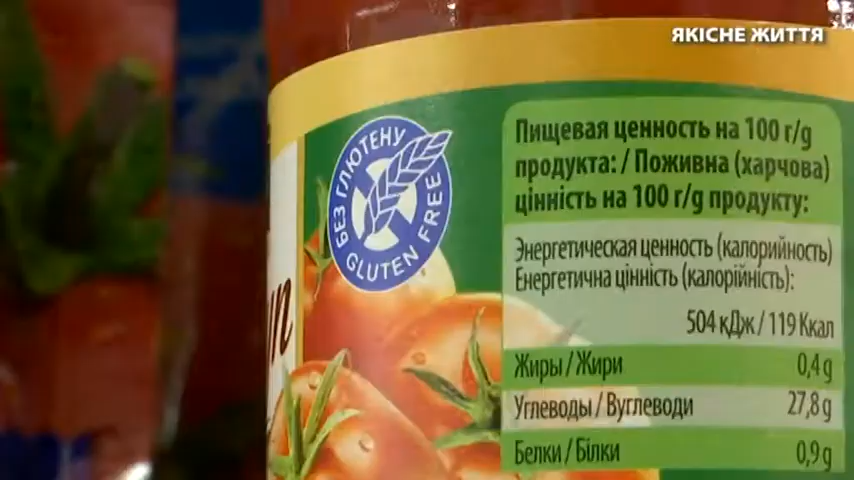 ЯКІСНЕ ЖИТТЯ
БЕЗ ГЛЮТЕНУ
GLUTEN FREE
Пищевая ценность на 100 г/g
продукта: / Поживна (харчова)
цінність на 100 г/g продукту:
Энергетическая ценность (калорийность)
Енергетична цінність (калорійність):
504 кДж / 119 Ккал
Жиры / Жири 0,4 g
Углеводы / Вуглеводи 27,8 g
Белки / Білки 0,9 g